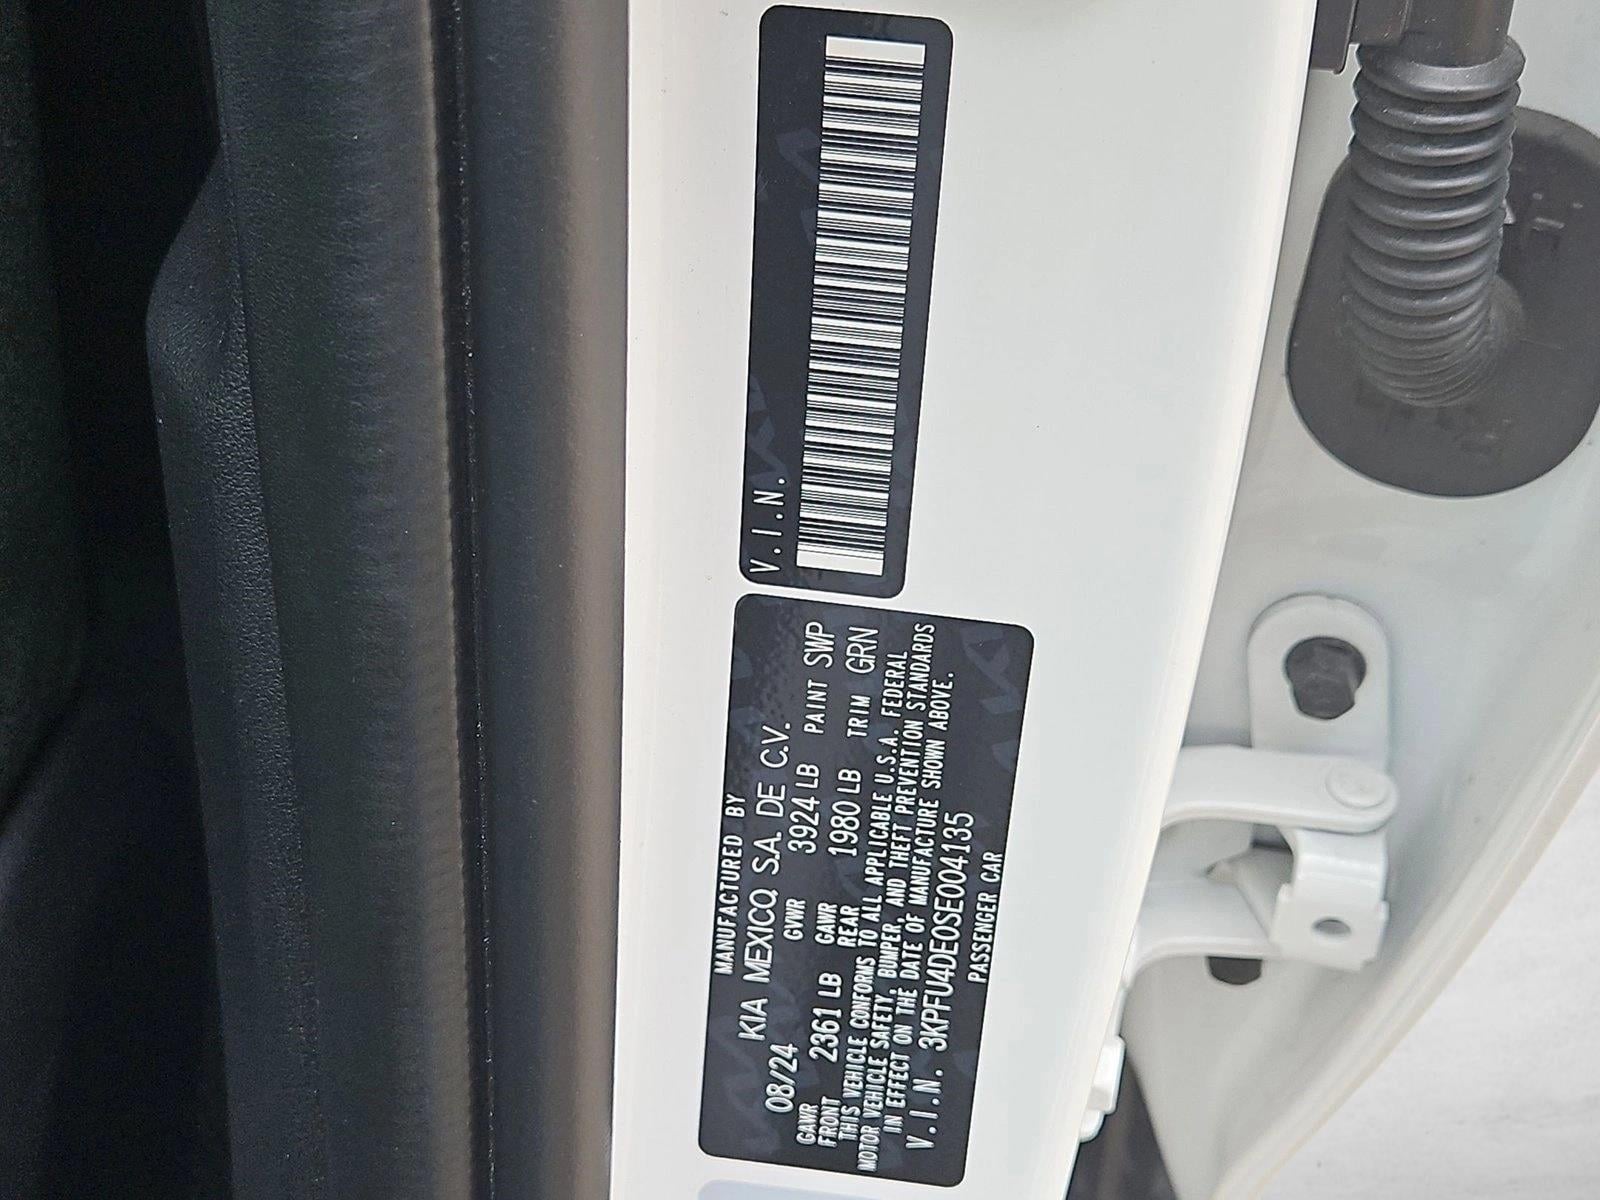 V.I.N.
MANUFACTURED BY
KIA MEXICO, S.A. DE C.V.
08/24 GVWR 3924 LB PAINT SWP
GAWR FRONT 2361 LB GAWR REAR 1980 LB TRIM GRN
THIS VEHICLE CONFORMS TO ALL APPLICABLE U.S.A. FEDERAL
MOTOR VEHICLE SAFETY, BUMPER, AND THEFT PREVENTION STANDARDS
IN EFFECT ON THE DATE OF MANUFACTURE SHOWN ABOVE.
V.I.N. 3KPFU4DE0SE004135
PASSENGER CAR